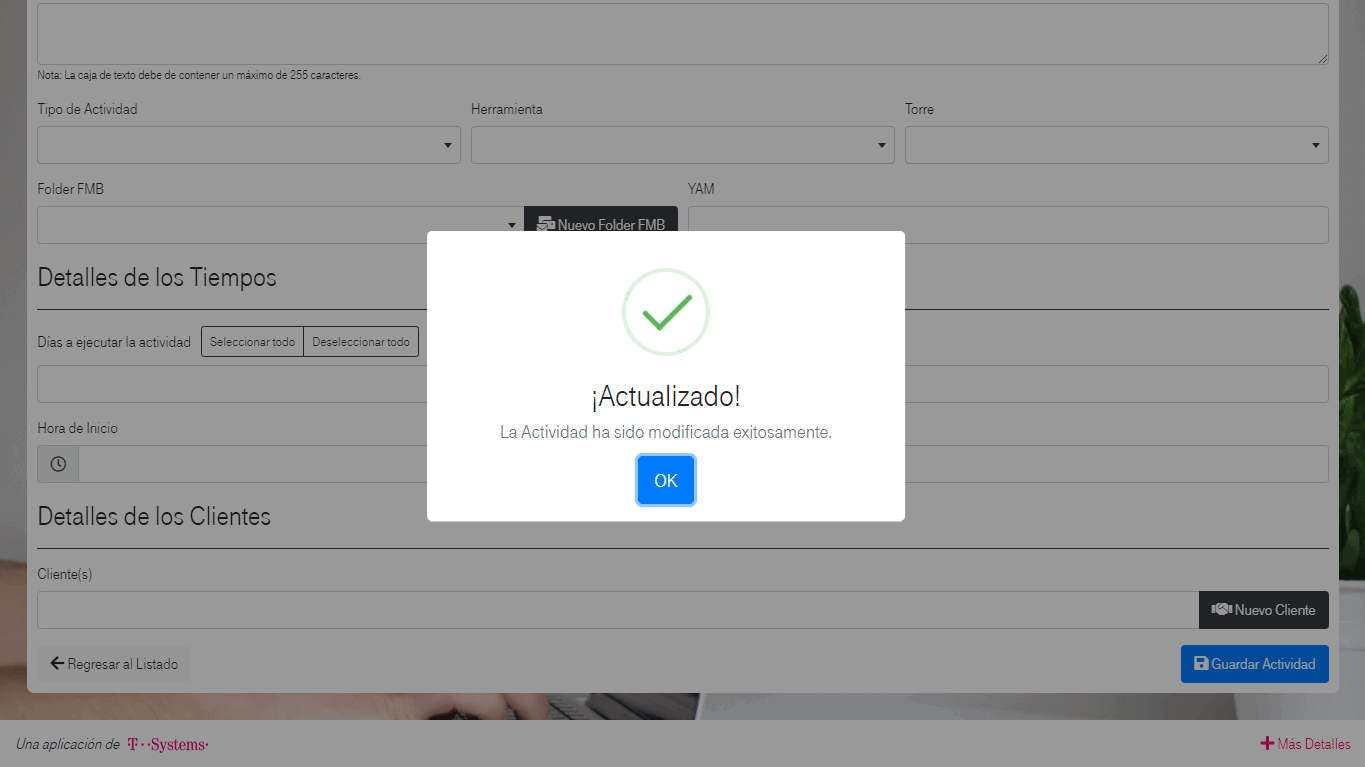 Nota: La caja de texto debe de contener un máximo de 255 caracteres.
Tipo de Actividad
Herramienta
Torre
Folder FMB
YAM
Nuevo Folder FMB
Detalles de los Tiempos
Días a ejecutar la actividad
Seleccionar todo
Deseleccionar todo
¡Actualizado!
La Actividad ha sido modificada exitosamente.
OK
Hora de Inicio
Detalles de los Clientes
Cliente(s)
Nuevo Cliente
Regresar al Listado
Guardar Actividad
Una aplicación de T··Systems·
Más Detalles